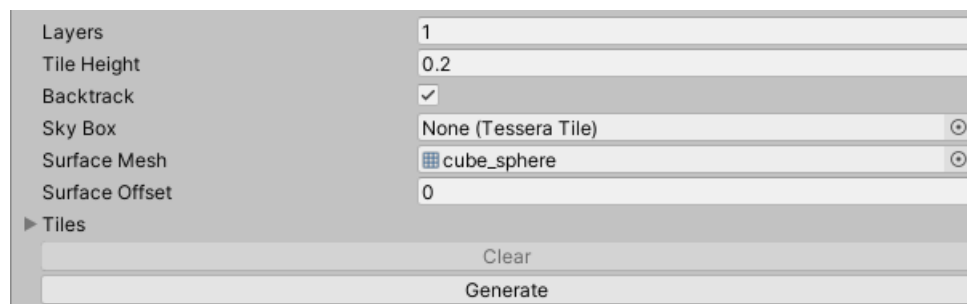 Layers 1
Tile Height 0.2
Backtrack
Sky Box None (Tessera Tile)
Surface Mesh cube_sphere
Surface Offset 0
Tiles
Clear
Generate